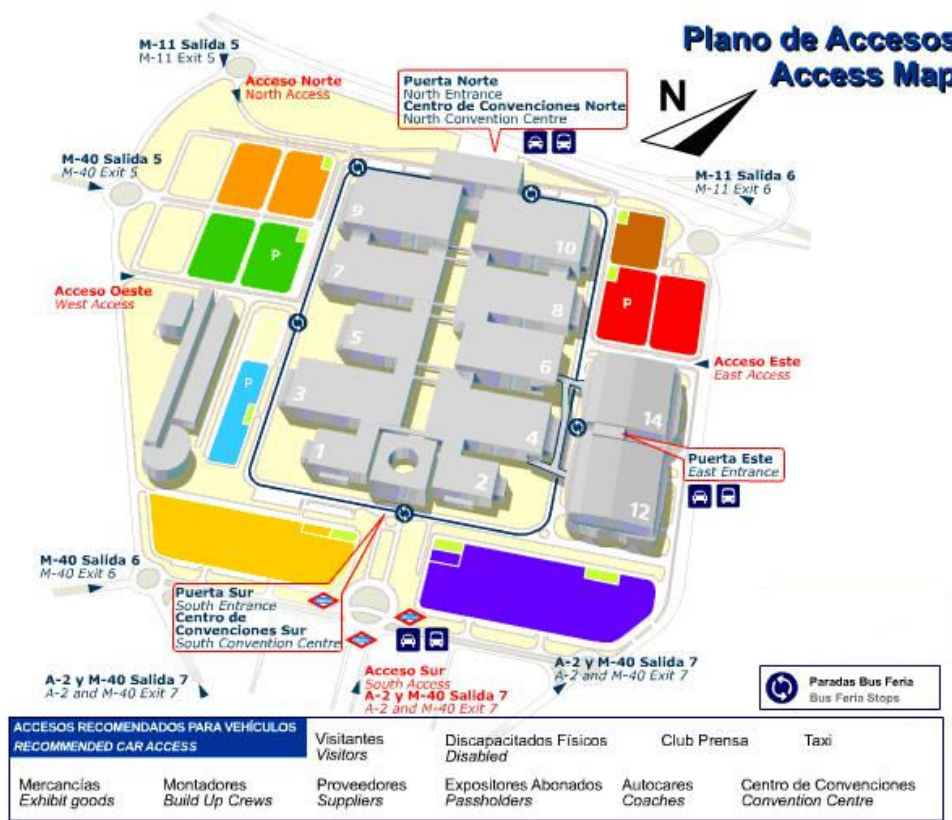 Plano de Accesos
Access Map
N
M-11 Salida 5
M-11 Exit 5
Acceso Norte
North Access
Puerta Norte
North Entrance
Centro de Convenciones Norte
North Convention Centre
M-40 Salida 5
M-40 Exit 5
M-11 Salida 6
M-11 Exit 6
9
10
P
7
8
P
Acceso Oeste
West Access
5
6
Acceso Este
East Access
P
3
14
4
1
2
Puerta Este
East Entrance
12
M-40 Salida 6
M-40 Exit 6
Puerta Sur
South Entrance
Centro de
Convenciones Sur
South Convention Centre
A-2 y M-40 Salida 7
A-2 and M-40 Exit 7
Acceso Sur
South Access
A-2 y M-40 Salida 7
A-2 and M-40 Exit 7
A-2 y M-40 Salida 7
A-2 and M-40 Exit 7
Paradas Bus Feria
Bus Feria Stops
ACCESOS RECOMENDADOS PARA VEHÍCULOS
RECOMMENDED CAR ACCESS
Visitantes
Visitors
Discapacitados Físicos
Disabled
Club Prensa
Taxi
Mercancías
Exhibit goods
Montadores
Build Up Crews
Proveedores
Suppliers
Expositores Abonados
Passholders
Autocares
Coaches
Centro de Convenciones
Convention Centre